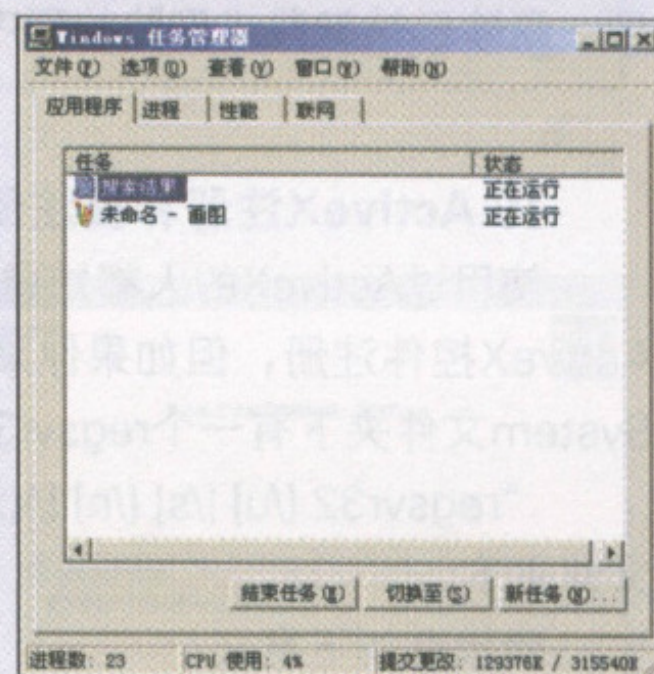 Windows 任务管理器
文件(F) 选项(O) 查看(V) 窗口(W) 帮助(H)
应用程序 进程 性能 联网
任务 状态
搜索结果 正在运行
未命名 - 画图 正在运行
结束任务(E) 切换至(S) 新任务(N)...
进程数: 23 CPU 使用: 4% 提交更改: 129376K / 315540K